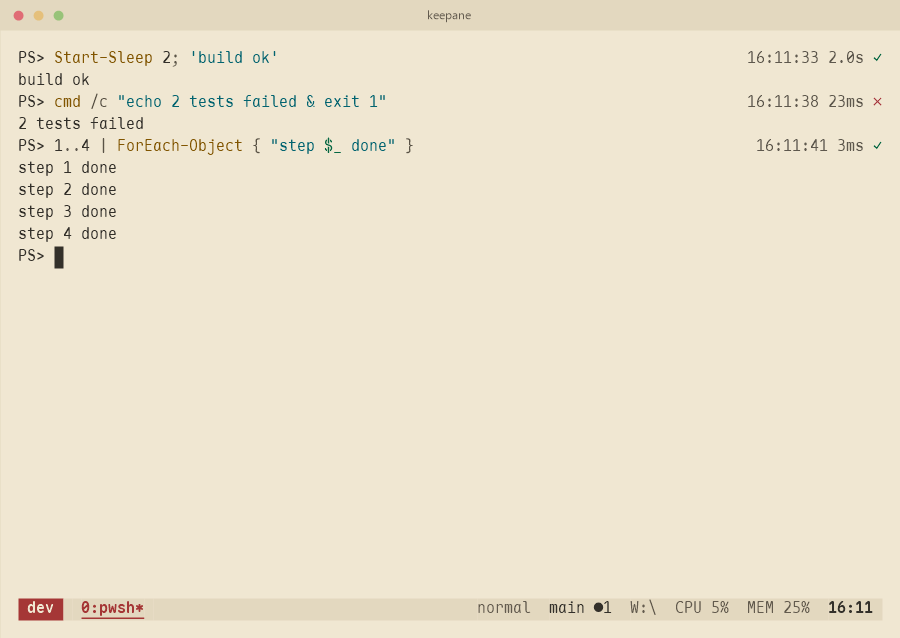 keepane
PS> Start-Sleep 2; 'build ok' 16:11:33 2.0s ✓
build ok
PS> cmd /c "echo 2 tests failed & exit 1" 16:11:38 23ms ✕
2 tests failed
PS> 1..4 | ForEach-Object { "step $_ done" } 16:11:41 3ms ✓
step 1 done
step 2 done
step 3 done
step 4 done
PS>
dev 0:pwsh* normal main ●1 W:\ CPU 5% MEM 25% 16:11